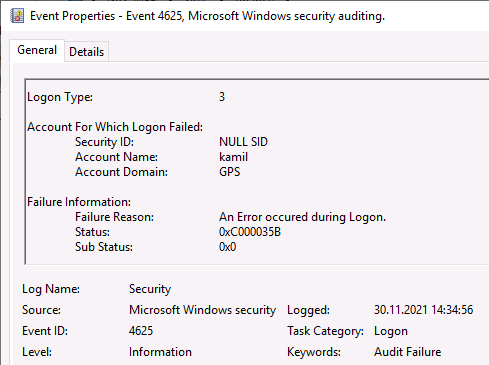 Event Properties - Event 4625, Microsoft Windows security auditing.
General Details
Logon Type: 3
Account For Which Logon Failed:
Security ID: NULL SID
Account Name: kamil
Account Domain: GPS
Failure Information:
Failure Reason: An Error occured during Logon.
Status: 0xC000035B
Sub Status: 0x0
Log Name: Security
Source: Microsoft Windows security Logged: 30.11.2021 14:34:56
Event ID: 4625 Task Category: Logon
Level: Information Keywords: Audit Failure